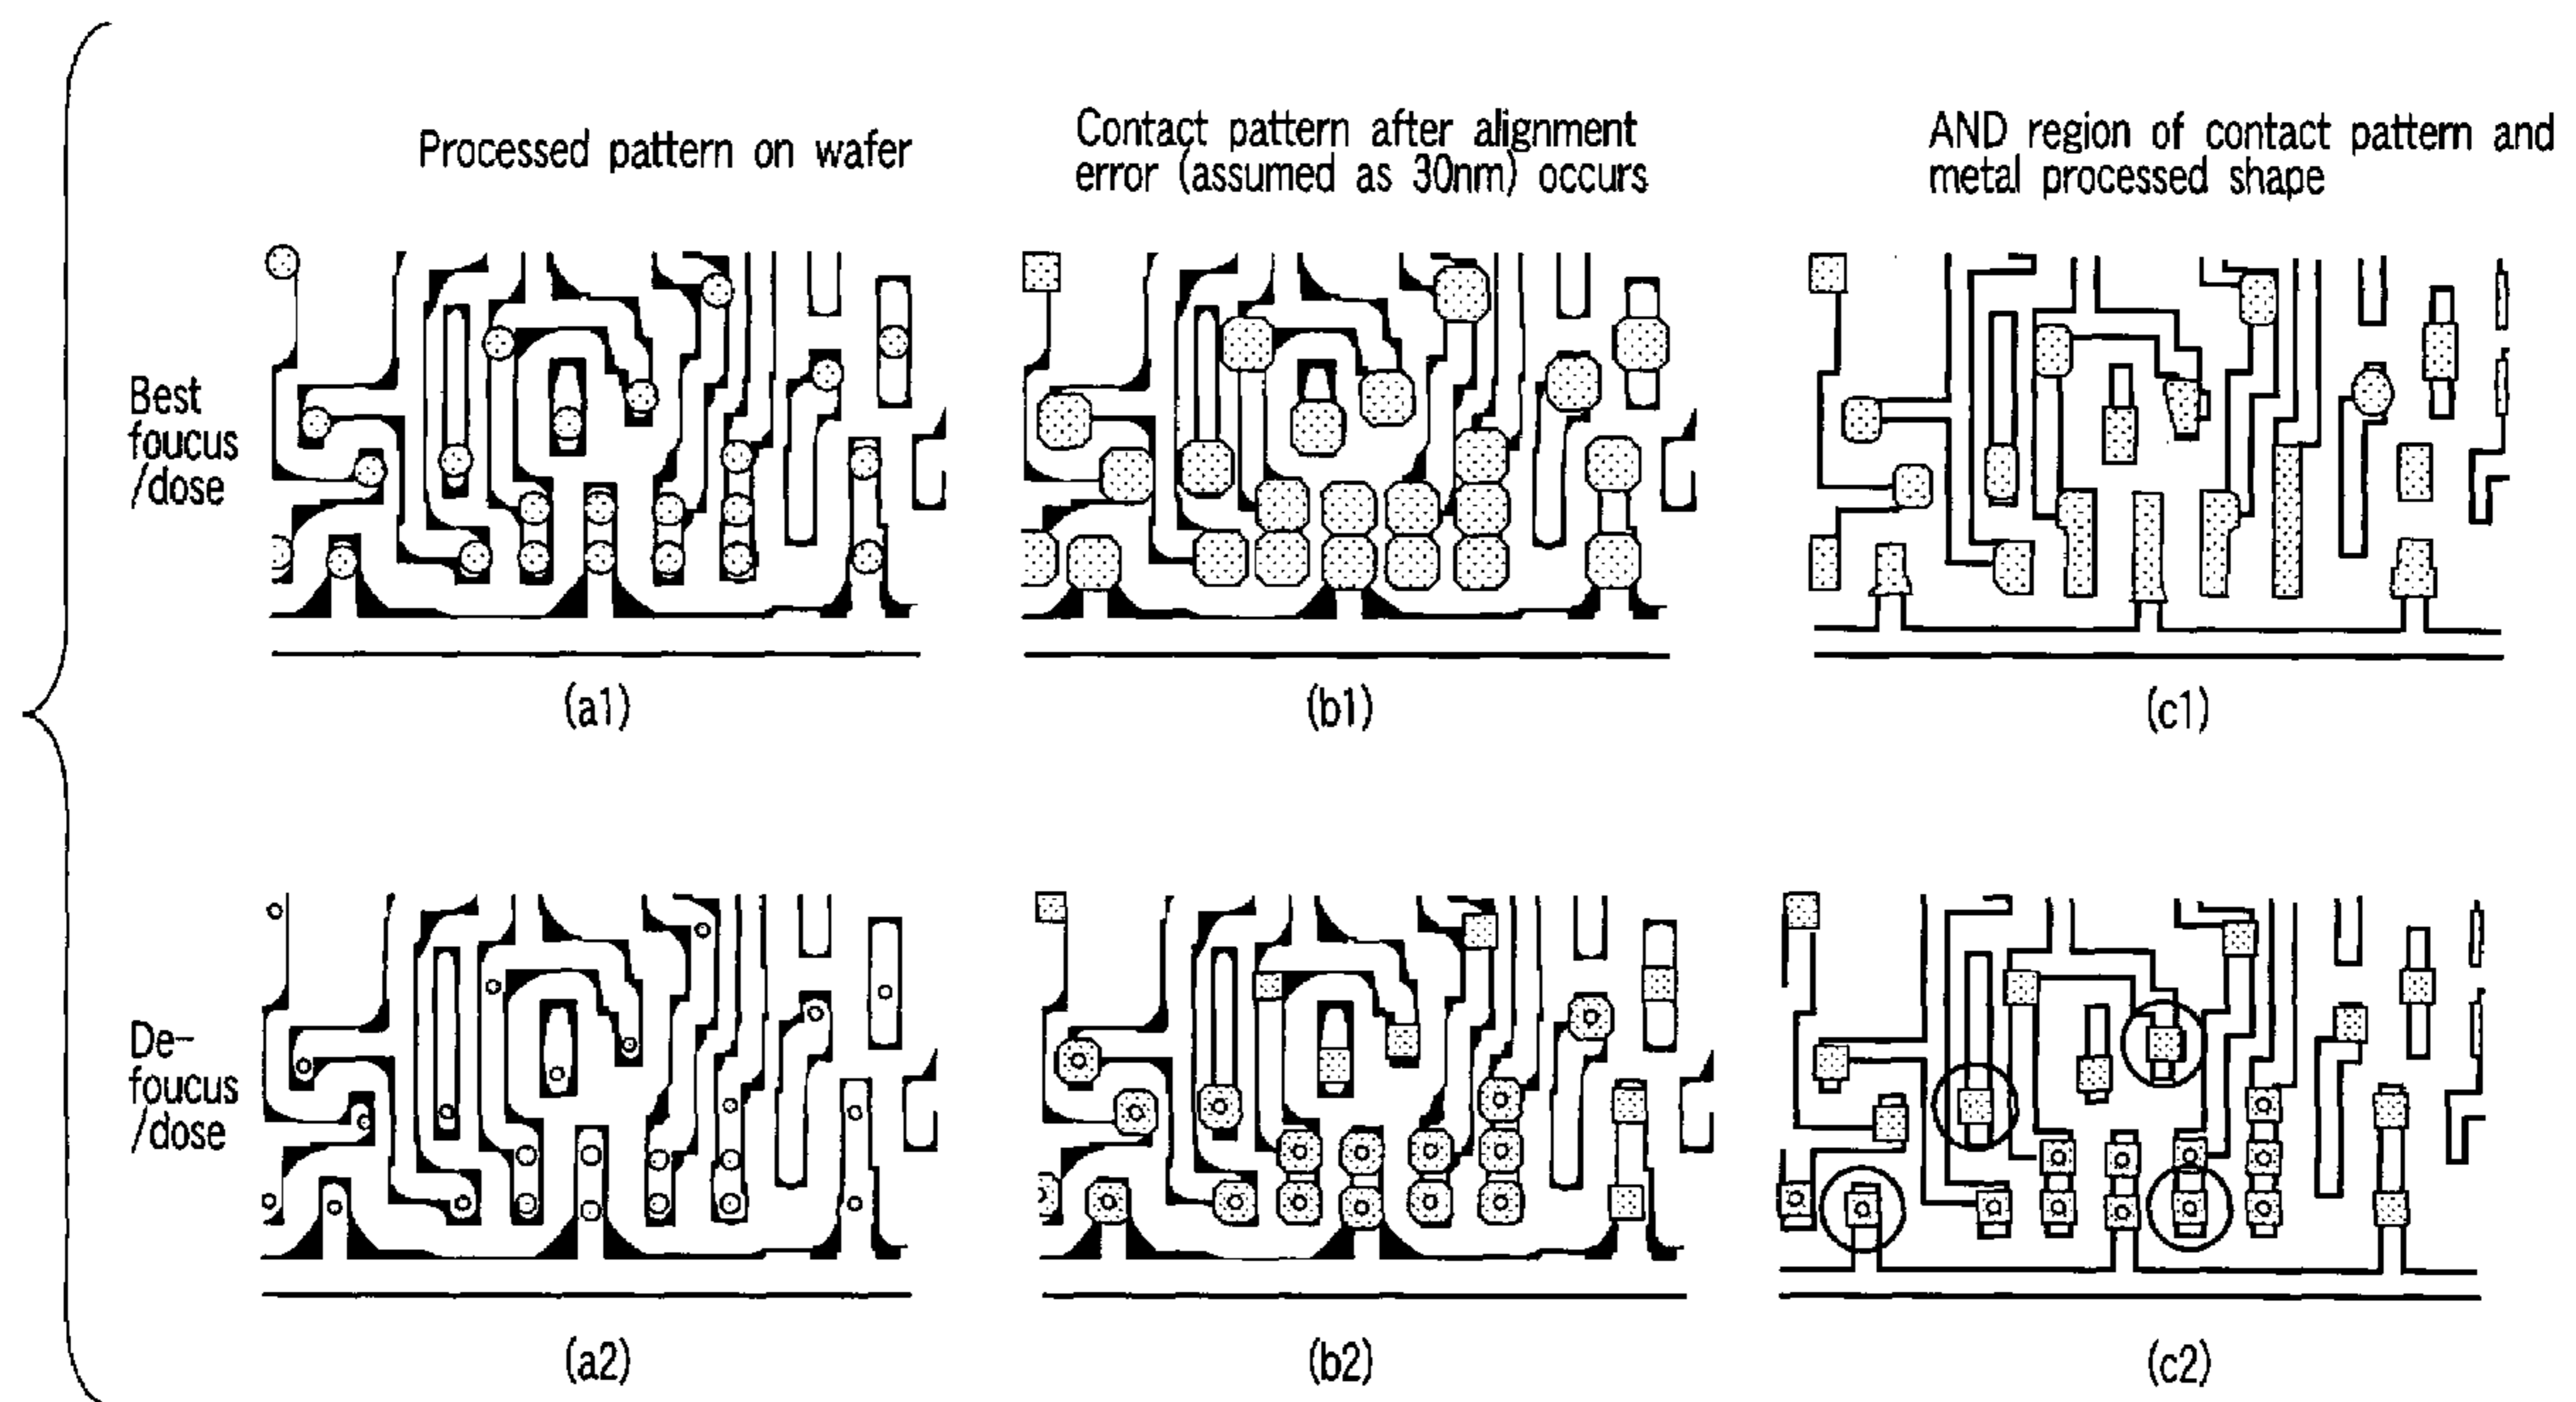 Processed pattern on wafer
Contact pattern after alignment
error (assumed as 30nm) occurs
AND region of contact pattern and
metal processed shape
Best
foucus
/dose
(a1)
(b1)
(c1)
De-
foucus
/dose
(a2)
(b2)
(c2)